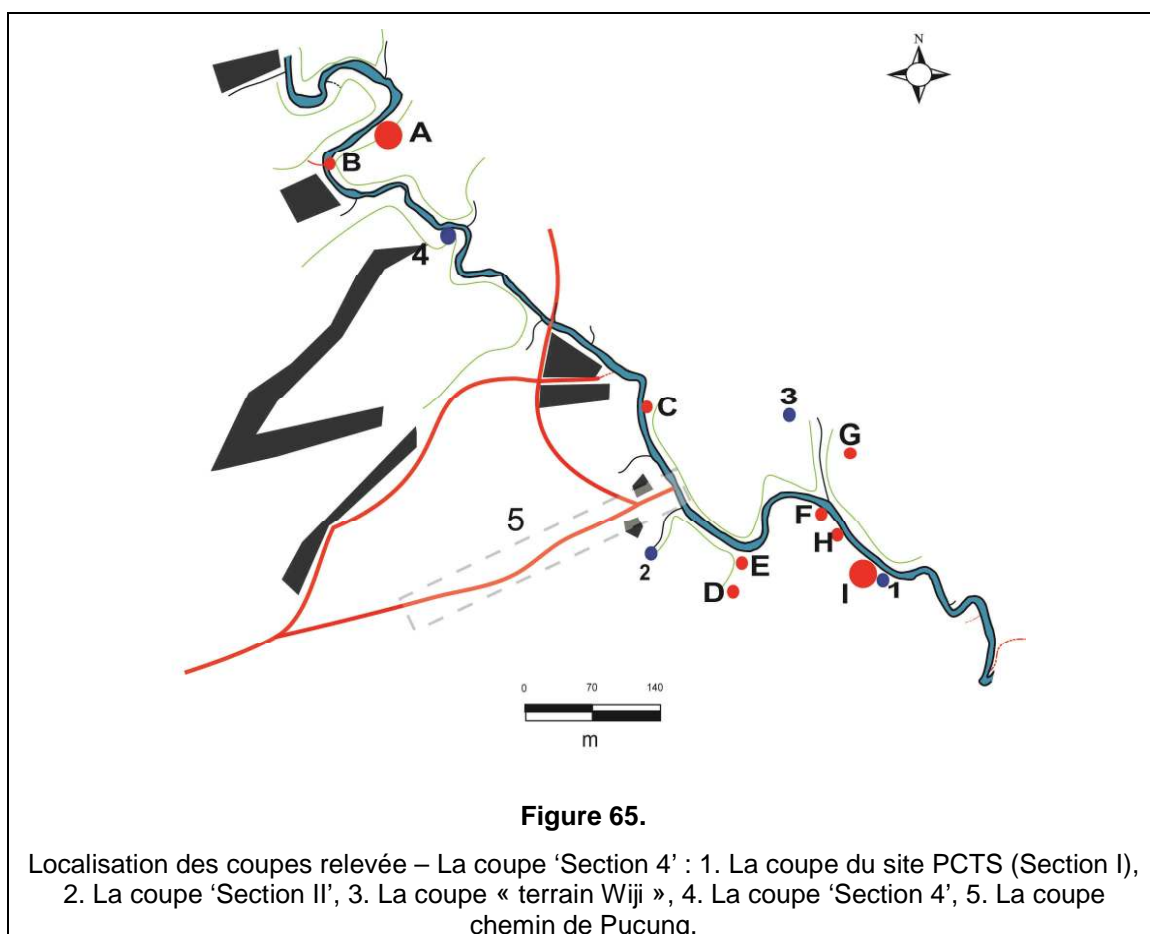 N
A
B
4
C
3
G
5
F
H
2
E
D
I
1
0 70 140
m
Figure 65.
Localisation des coupes relevée – La coupe ‘Section 4’ : 1. La coupe du site PCTS (Section I),
2. La coupe ‘Section II’, 3. La coupe « terrain Wiji », 4. La coupe ‘Section 4’, 5. La coupe
chemin de Pucung.